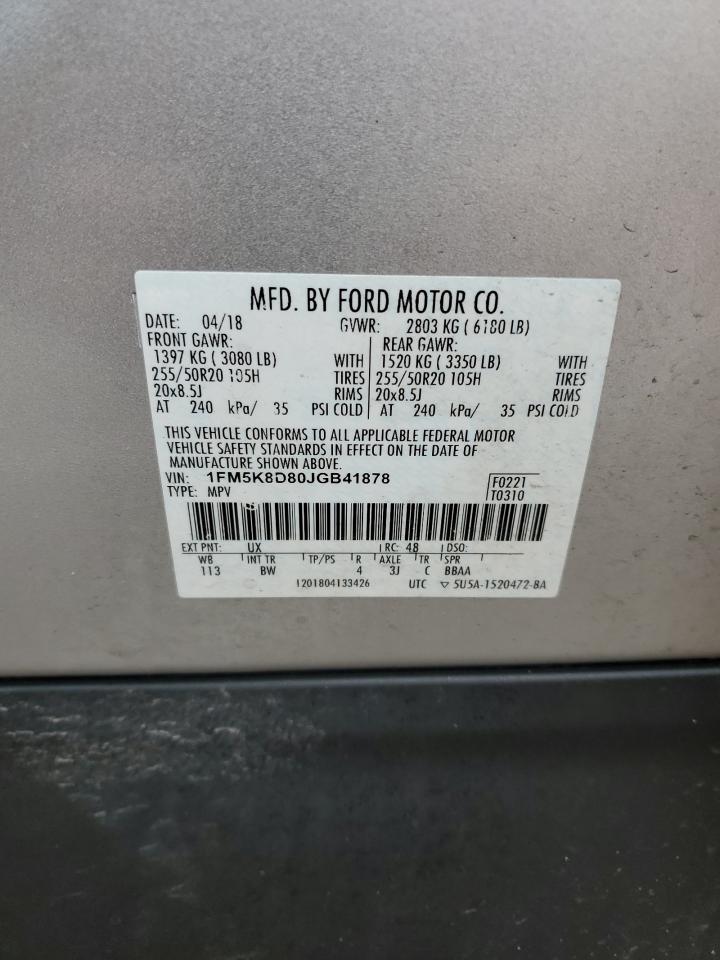 MFD. BY FORD MOTOR CO.
DATE: 04/18 GVWR: 2803 KG ( 6180 LB)
FRONT GAWR: REAR GAWR:
1397 KG ( 3080 LB) WITH 1520 KG ( 3350 LB) WITH
255/50R20 105H TIRES 255/50R20 105H TIRES
20x8.5J RIMS 20x8.5J RIMS
AT 240 kPa/ 35 PSI COLD AT 240 kPa/ 35 PSI COLD
THIS VEHICLE CONFORMS TO ALL APPLICABLE FEDERAL MOTOR
VEHICLE SAFETY STANDARDS IN EFFECT ON THE DATE OF
MANUFACTURE SHOWN ABOVE.
VIN: 1FM5K8D80JGB41878 F0221
TYPE: MPV T0310
EXT PNT: UX RC: 48 DSO:
WB INT TR TP/PS R AXLE TR SPR
113 BW 4 3J C BBAA
1201804133426 UTC ▽ 5U5A-1520472-BA